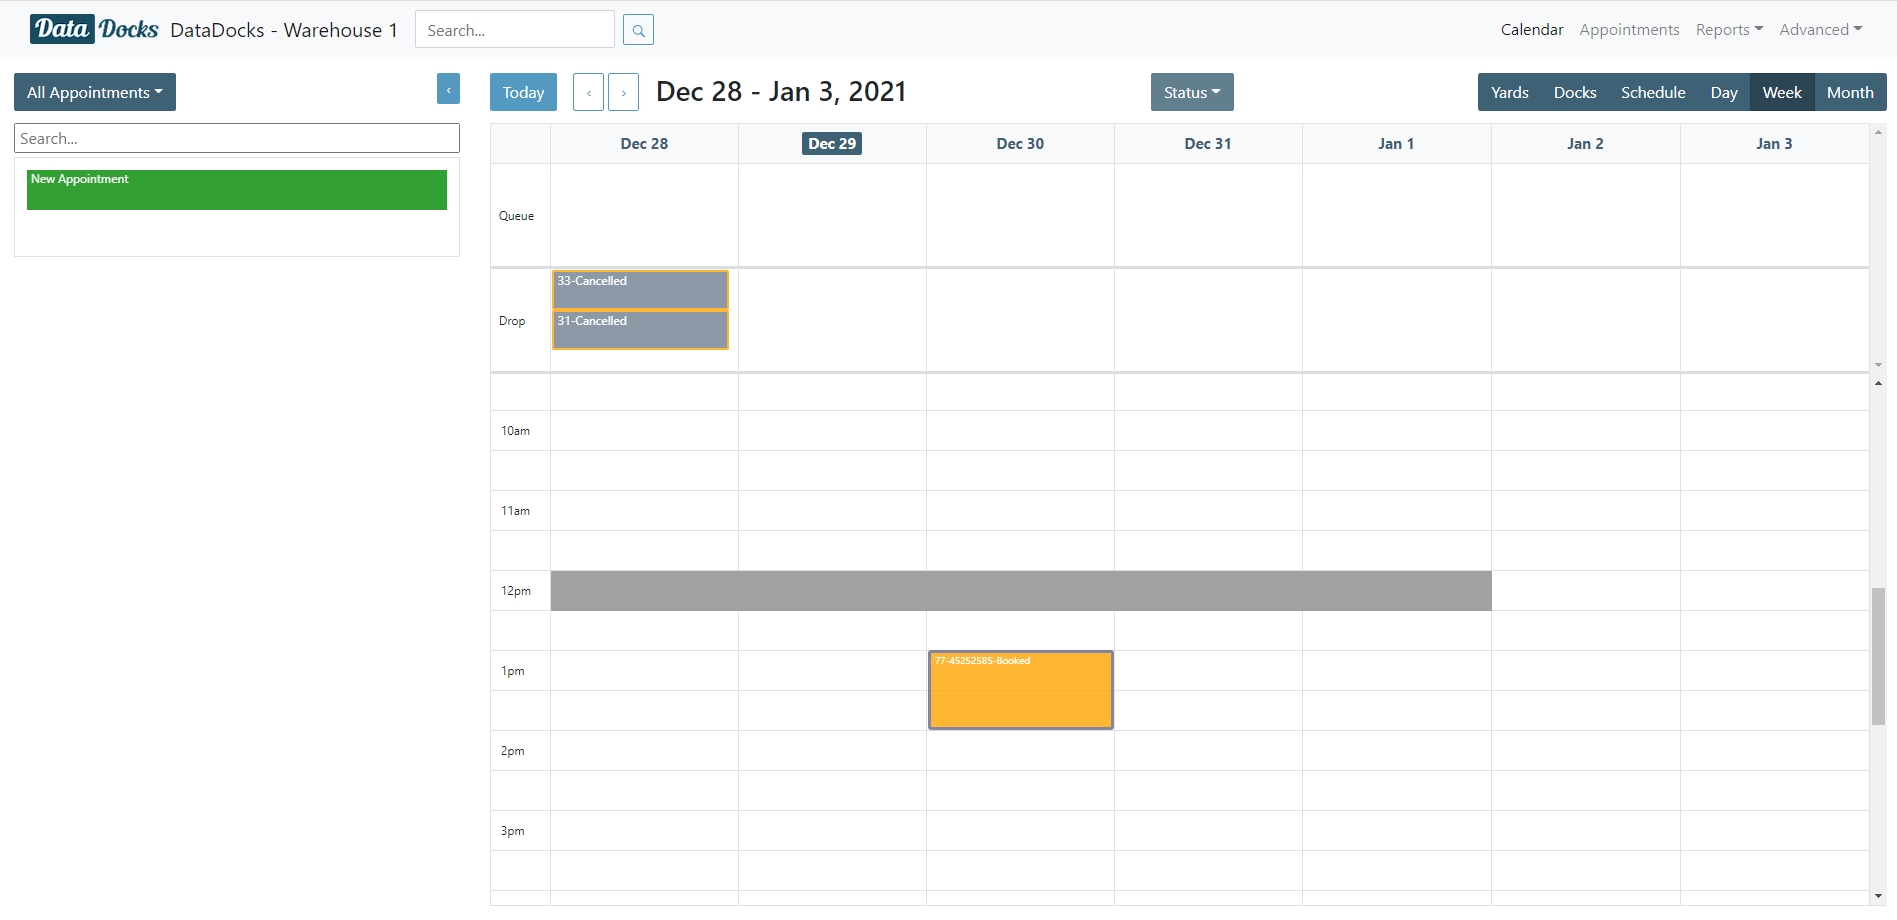 Data Docks DataDocks - Warehouse 1 Search... Calendar Appointments Reports Advanced
All Appointments ‹ Today ‹ › Dec 28 - Jan 3, 2021 Status Yards Docks Schedule Day Week Month
Search...
New Appointment
Dec 28 Dec 29 Dec 30 Dec 31 Jan 1 Jan 2 Jan 3
Queue
33-Cancelled
Drop
31-Cancelled
10am
11am
12pm
77-45252585-Booked
1pm
2pm
3pm